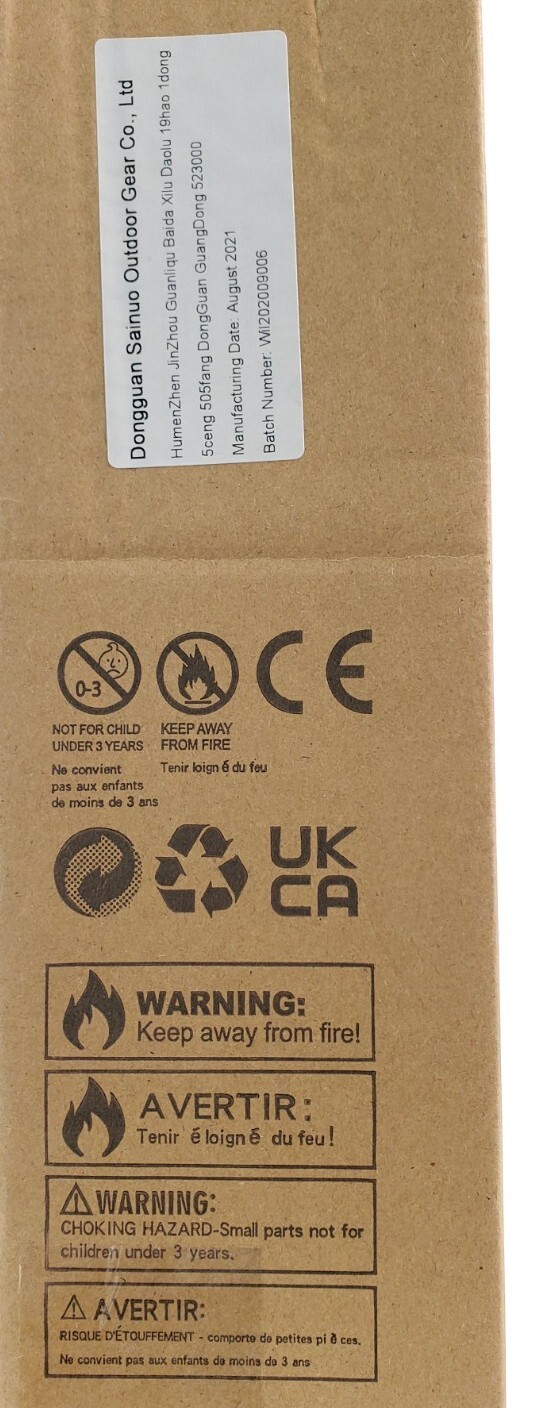 Dongguan Sainuo Outdoor Gear Co., Ltd
HumenZhen JinZhou Guanliqu Baida Xilu Daolu 19hao 1dong
5ceng 505fang DongGuan GuangDong 523000
Manufacturing Date: August 2021
Batch Number: Wil202009006
0-3
NOT FOR CHILD
UNDER 3 YEARS
Ne convient
pas aux enfants
de moins de 3 ans
KEEP AWAY
FROM FIRE
Tenir loign é du feu
CE
UK
CA
WARNING:
Keep away from fire!
AVERTIR:
Tenir é loign é du feu!
WARNING:
CHOKING HAZARD-Small parts not for
children under 3 years.
AVERTIR:
RISQUE D'ÉTOUFFEMENT - comporte de petites pi è ces.
Ne convient pas aux enfants de moins de 3 ans